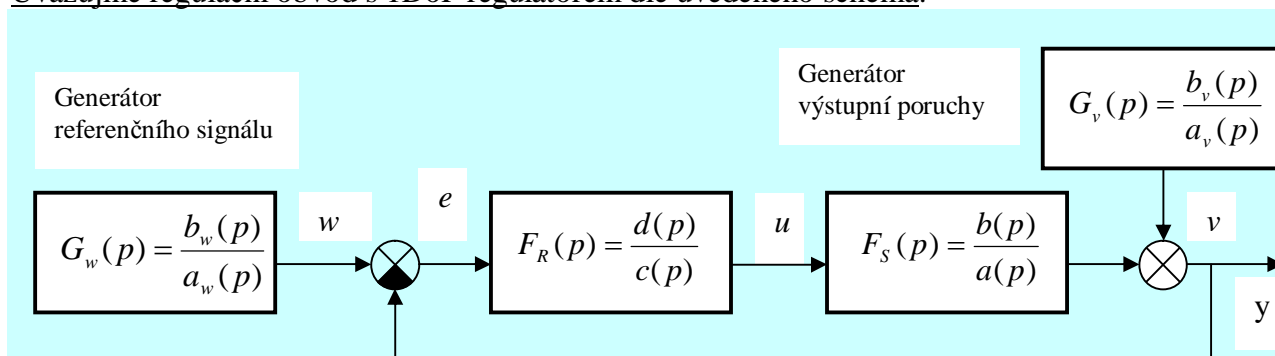 Uvažujme regulační obvod s 1DoF regulátorem dle uvedeného schéma:
Generátor
referenčního signálu
Generátor
výstupní poruchy
G_v(p) = b_v(p) / a_v(p)
G_w(p) = b_w(p) / a_w(p)
w
e
F_R(p) = d(p) / c(p)
u
F_S(p) = b(p) / a(p)
v
y